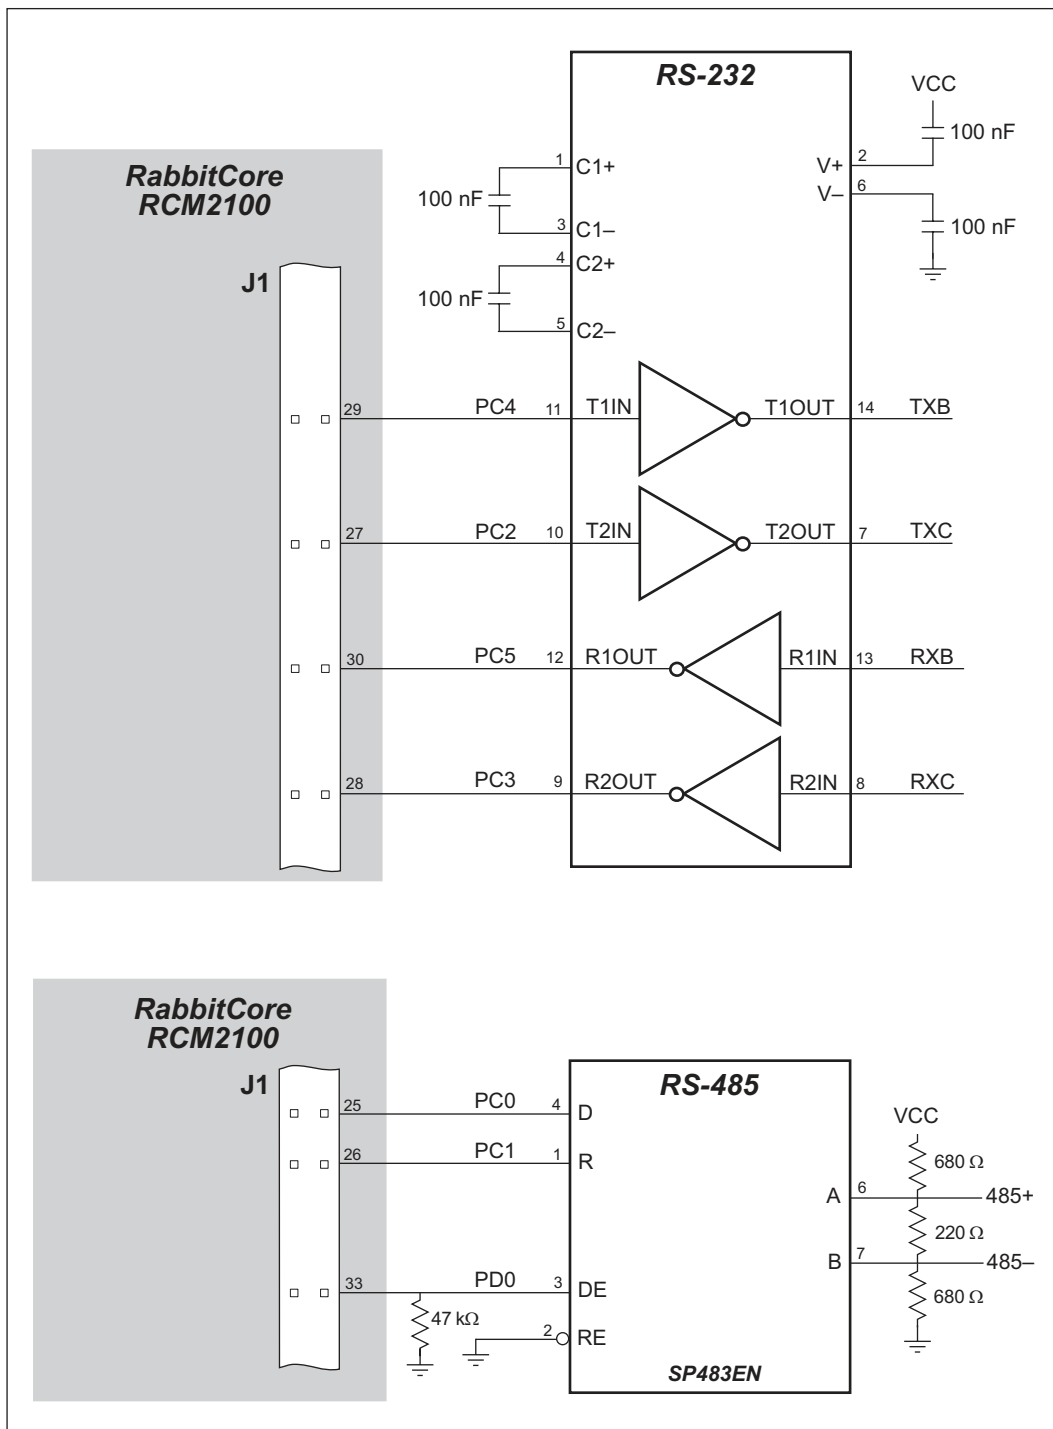 RS-232
VCC
100 nF
RabbitCore
RCM2100
1 C1+
V+ 2
V– 6
100 nF
3 C1–
100 nF
4 C2+
J1
100 nF
5 C2–
29 PC4 11 T1IN T1OUT 14 TXB
27 PC2 10 T2IN T2OUT 7 TXC
30 PC5 12 R1OUT R1IN 13 RXB
28 PC3 9 R2OUT R2IN 8 RXC
RabbitCore
RCM2100
J1
RS-485
25 PC0 4 D
VCC
26 PC1 1 R
680 Ω
A 6 485+
220 Ω
B 7 485–
33 PD0 3 DE
680 Ω
47 kΩ
2 RE
SP483EN